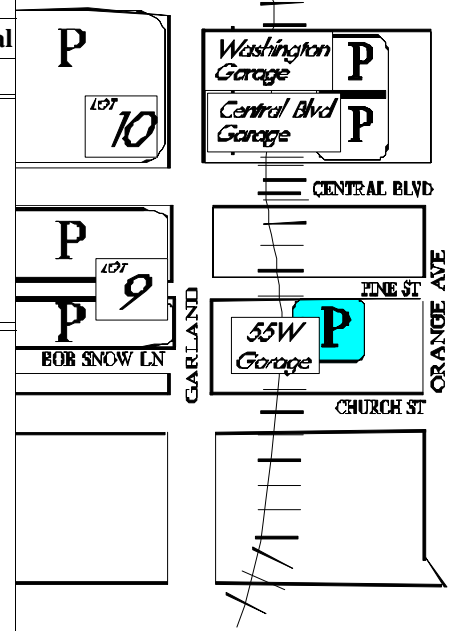 al
P
LOT
10
Washington
Garage
P
Central Blvd
Garage
P
CENTRAL BLVD
P
LOT
9
P
BOB SNOW LN
GARLAND
ORANGE AVE
PINE ST
P
55W
Garage
CHURCH ST